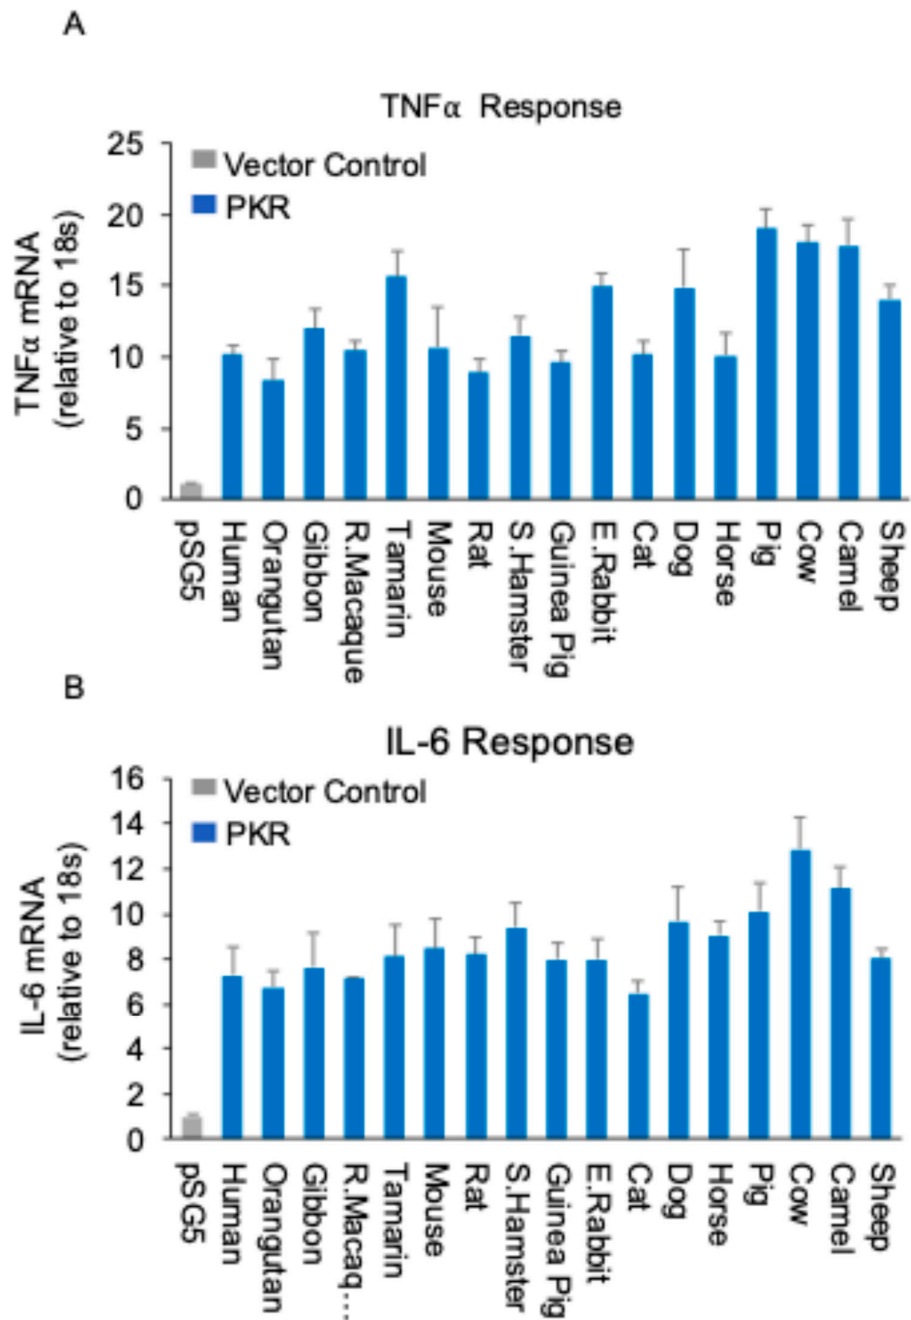 A
TNFα Response
TNFα mRNA
(relative to 18s)
25
20
15
10
5
0
Vector Control
PKR
pSG5
Human
Orangutan
Gibbon
R.Macaque
Tamarin
Mouse
Rat
S.Hamster
Guinea Pig
E.Rabbit
Cat
Dog
Horse
Pig
Cow
Camel
Sheep
B
IL-6 Response
IL-6 mRNA
(relative to 18s)
16
14
12
10
8
6
4
2
0
Vector Control
PKR
pSG5
Human
Orangutan
Gibbon
R.Macaq...
Tamarin
Mouse
Rat
S.Hamster
Guinea Pig
E.Rabbit
Cat
Dog
Horse
Pig
Cow
Camel
Sheep